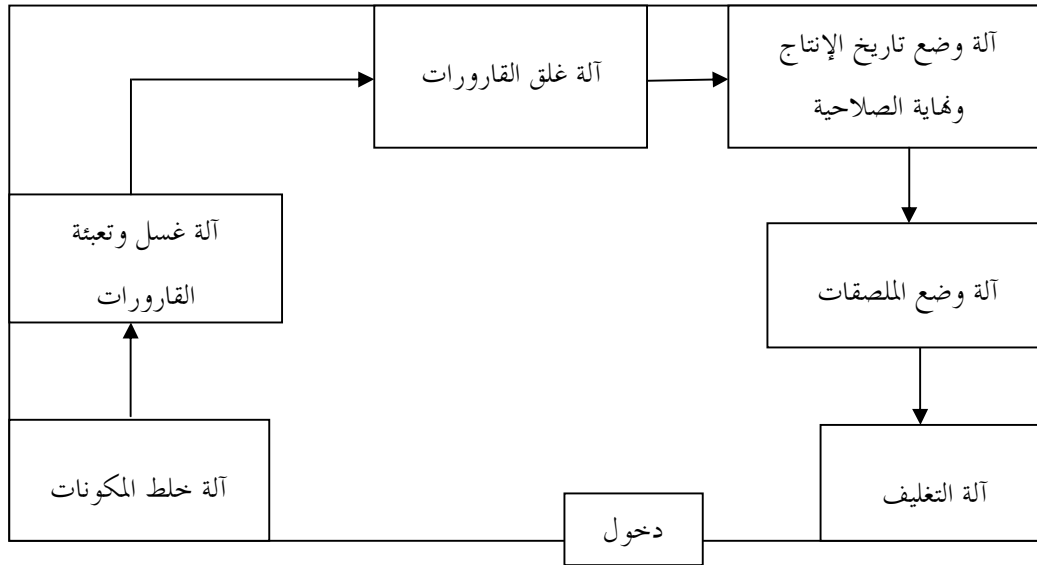 آلة وضع تاريخ الإنتاج
ونهاية الصلاحية
آلة غلق القارورات
آلة غسل وتعبئة
القارورات
آلة وضع الملصقات
آلة خلط المكونات
آلة التغليف
دخول